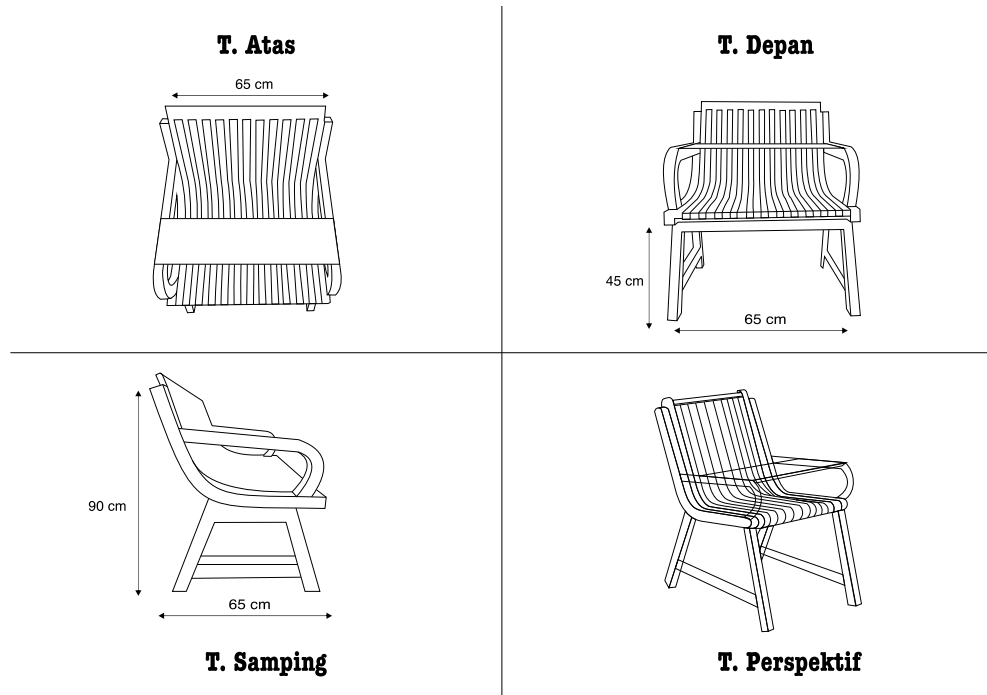 T. Atas
65 cm
T. Depan
45 cm
65 cm
90 cm
65 cm
T. Samping
T. Perspektif